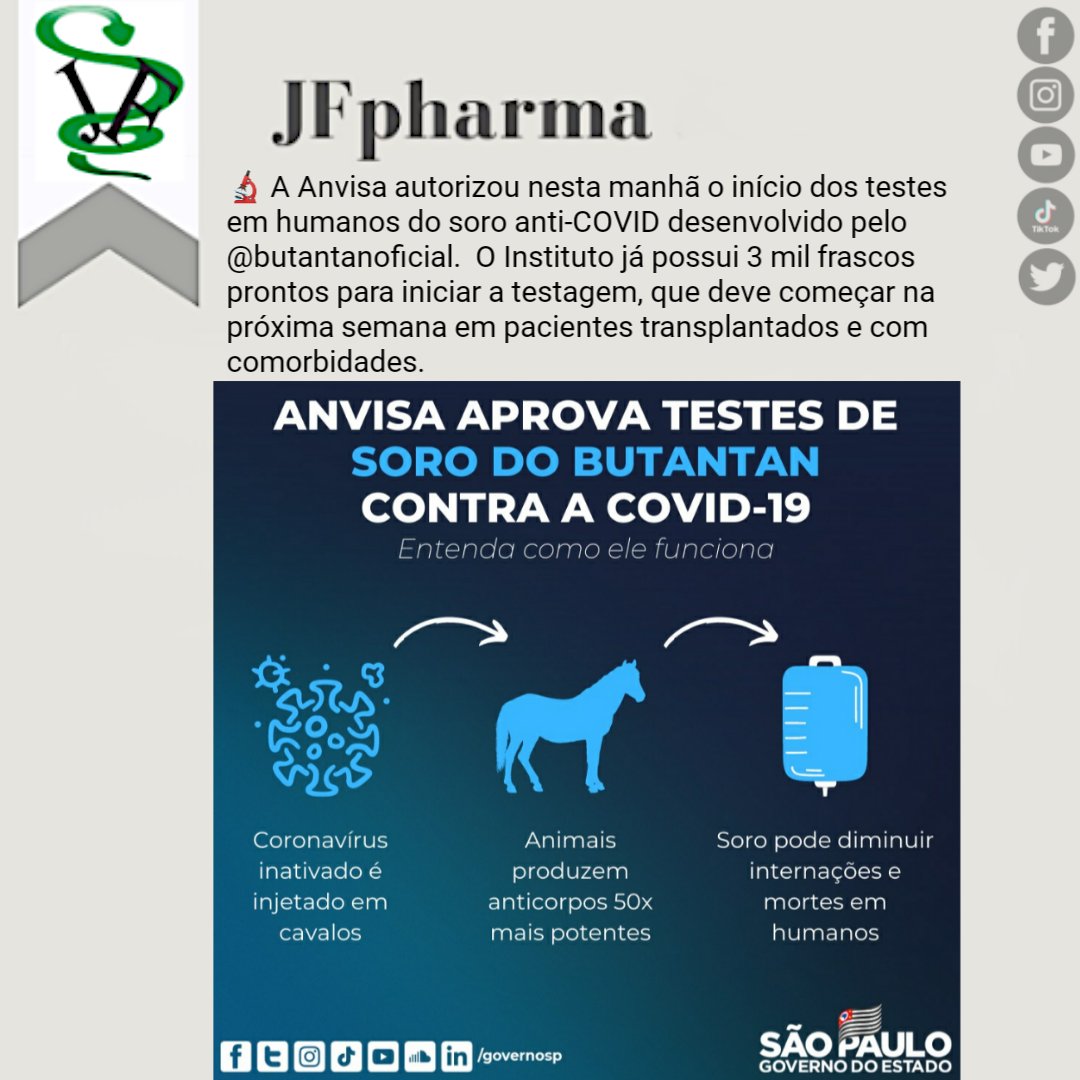 JF
JFpharma
🔬 A Anvisa autorizou nesta manhã o início dos testes
em humanos do soro anti-COVID desenvolvido pelo
@butantanoficial.  O Instituto já possui 3 mil frascos
prontos para iniciar a testagem, que deve começar na
próxima semana em pacientes transplantados e com
comorbidades.
TikTok
ANVISA APROVA TESTES DE
SORO DO BUTANTAN
CONTRA A COVID-19
Entenda como ele funciona
Coronavírus
inativado é
injetado em
cavalos
Animais
produzem
anticorpos 50x
mais potentes
Soro pode diminuir
internações e
mortes em
humanos
/governosp
SÃO PAULO
GOVERNO DO ESTADO